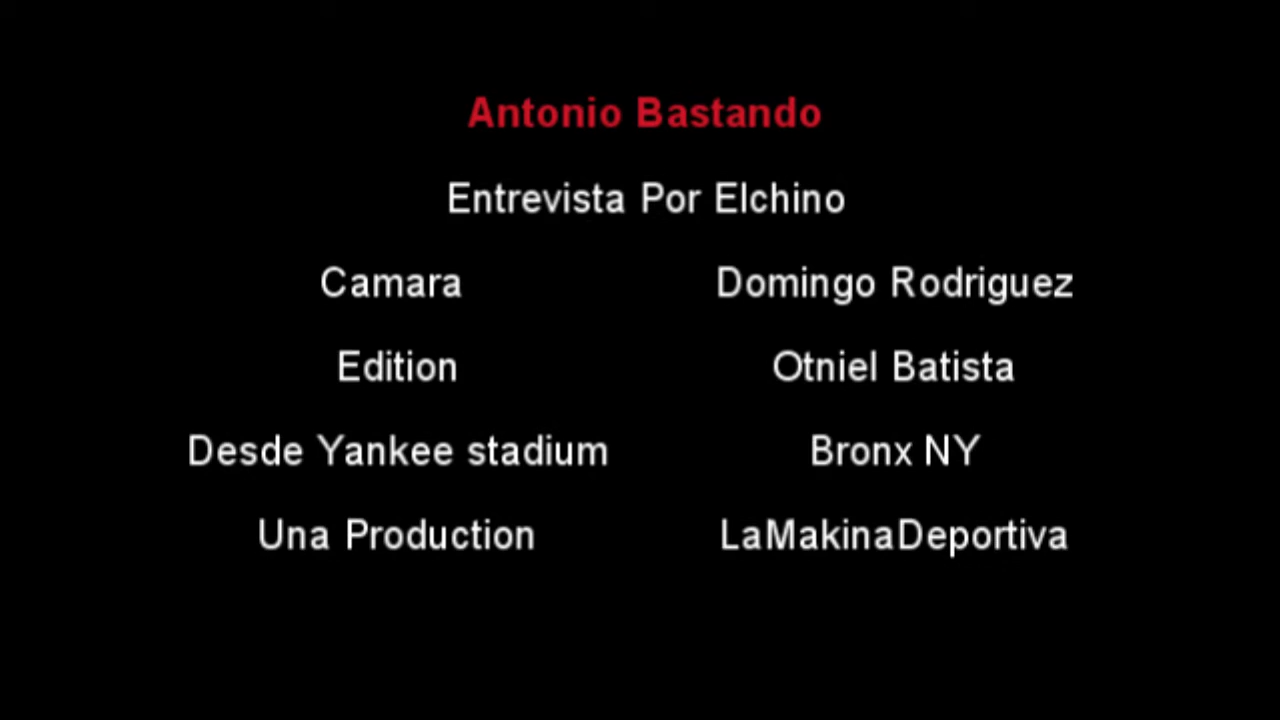 Antonio Bastando
Entrevista Por Elchino
Camara Domingo Rodriguez
Edition Otniel Batista
Desde Yankee stadium Bronx NY
Una Production LaMakinaDeportiva